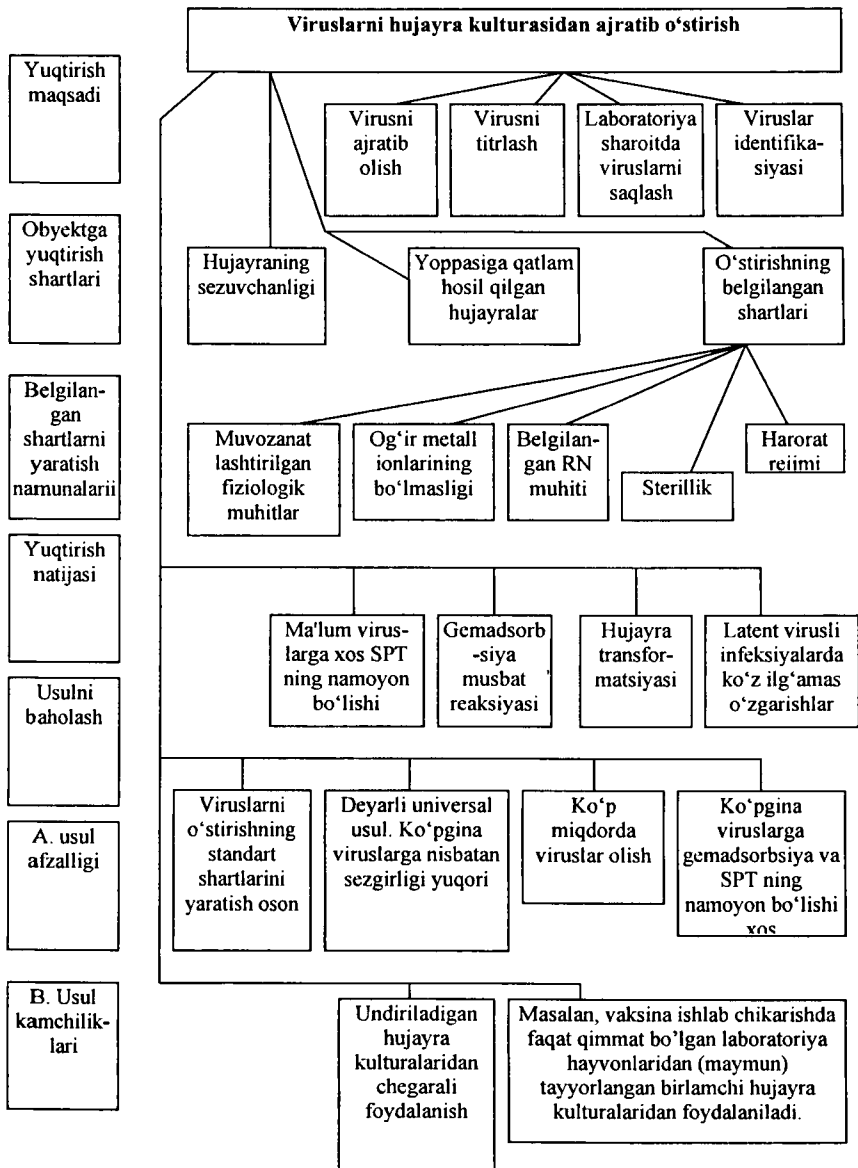 Viruslarni hujayra kulturasidan ajratib o‘stirish
Yuqtirish
maqsadi
Virusni
ajratib
olish
Virusni
titrlash
Laboratoriya
sharoitda
viruslarni
saqlash
Viruslar
identifika-
siyasi
Obyektga
yuqtirish
shartlari
Hujayraning
sezuvchanligi
Yoppasiga qatlam
hosil qilgan
hujayralar
O‘stirishning
belgilangan
shartlari
Belgilan-
gan
shartlarni
yaratish
namunalarii
Muvozanat
lashtirilgan
fiziologik
muhitlar
Og‘ir metall
ionlarining
bo‘lmasligi
Belgilan-
gan RN
muhiti
Sterillik
Harorat
rejimi
Yuqtirish
natijasi
Ma'lum virus-
larga xos SPT
ning namoyon
bo‘lishi
Gemadsorb
-siya
musbat
reaksiyasi
Hujayra
transfor-
matsiyasi
Latent virusli
infeksiyalarda
ko‘z ilg‘amas
o‘zgarishlar
Usulni
baholash
A. usul
afzalligi
Viruslarni
o‘stirishning
standart
shartlarini
yaratish oson
Deyarli universal
usul. Ko‘pgina
viruslarga nisbatan
sezgirligi yuqori
Ko‘p
miqdorda
viruslar olish
Ko‘pgina
viruslarga
gemadsorbsiya va
SPT ning
namoyon bo‘lishi
xos
B. Usul
kamchilik-
lari
Undiriladigan
hujayra
kulturalaridan
chegarali
foydalanish
Masalan, vaksina ishlab chikarishda
faqat qimmat bo’lgan laboratoriya
hayvonlaridan (maymun)
tayyorlangan birlamchi hujayra
kulturalaridan foydalaniladi.